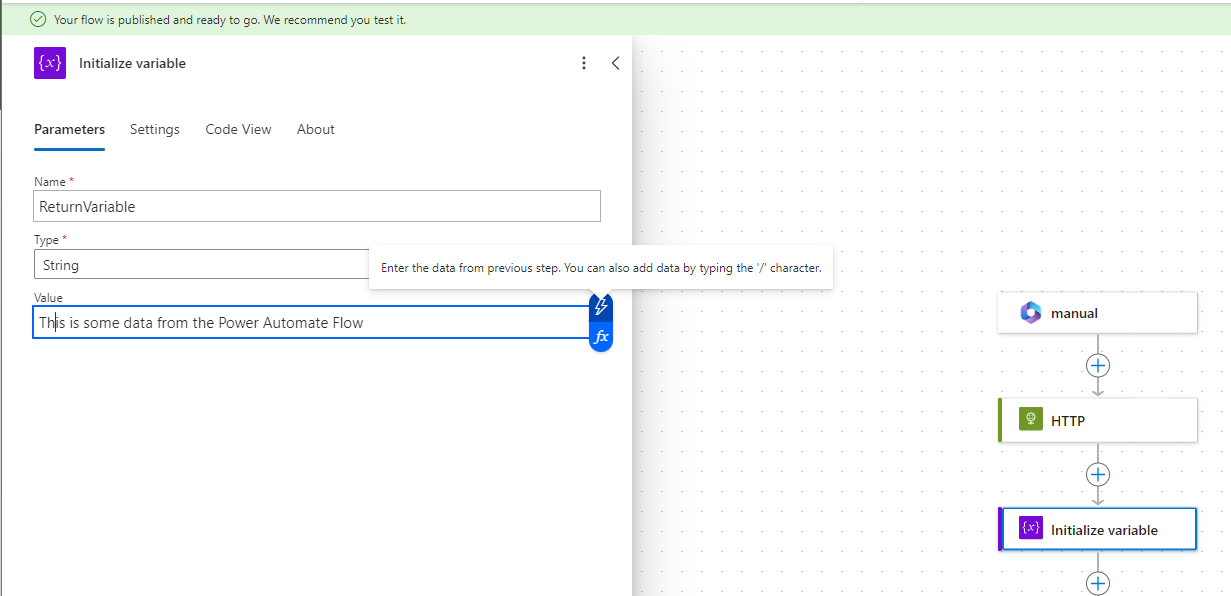 Your flow is published and ready to go. We recommend you test it.
{x} Initialize variable
Parameters Settings Code View About
Name *
ReturnVariable
Type *
String
Enter the data from previous step. You can also add data by typing the '/' character.
Value
This is some data from the Power Automate Flow
fx
manual
HTTP
{x} Initialize variable